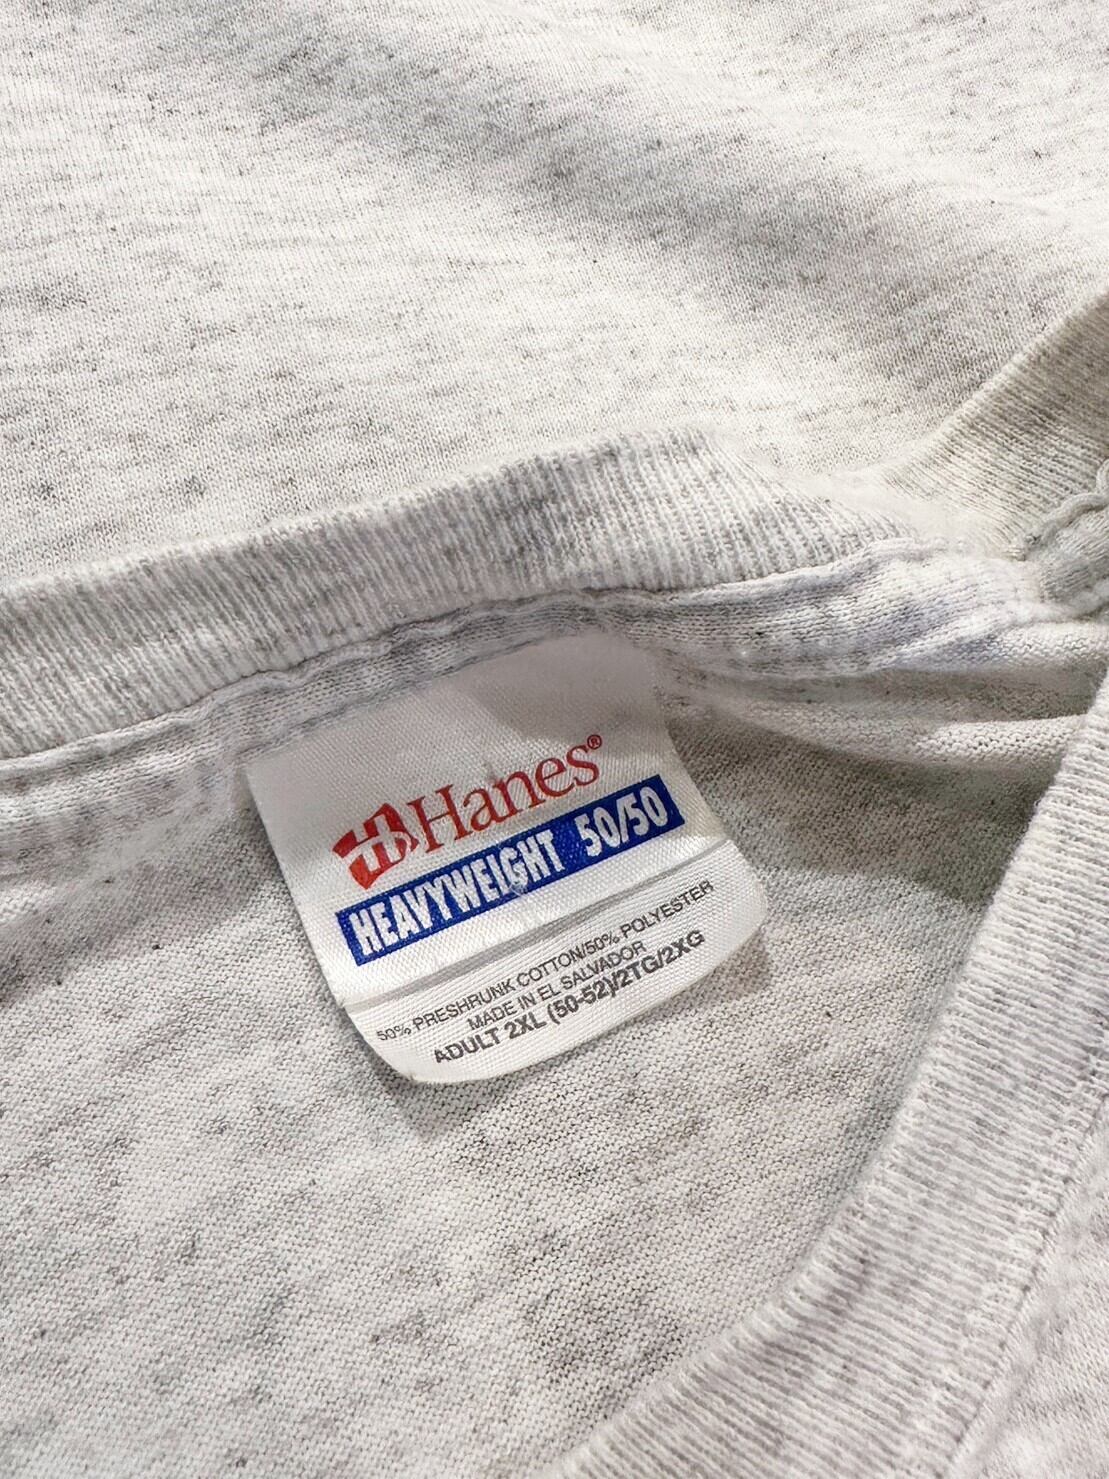 Hanes®
HEAVYWEIGHT 50/50
50% PRESHRUNK COTTON/50% POLYESTER
MADE IN EL SALVADOR
ADULT 2XL (50-52)/2TG/2XG